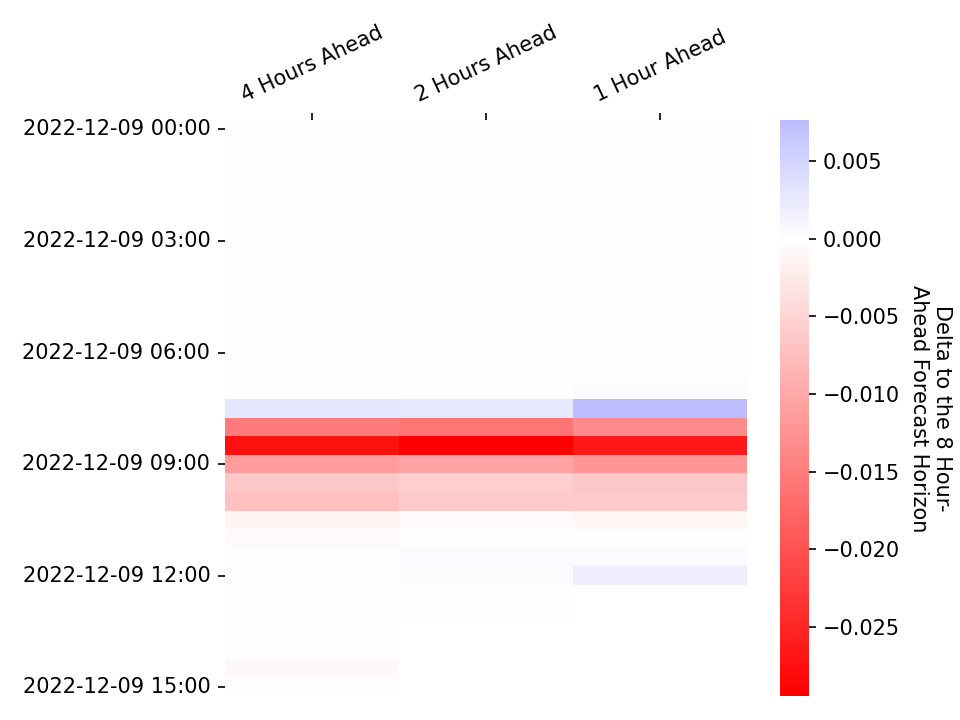 4 Hours Ahead
2 Hours Ahead
1 Hour Ahead
2022-12-09 00:00
2022-12-09 03:00
2022-12-09 06:00
2022-12-09 09:00
2022-12-09 12:00
2022-12-09 15:00
0.005
0.000
−0.005
−0.010
−0.015
−0.020
−0.025
Delta to the 8 Hour-
Ahead Forecast Horizon